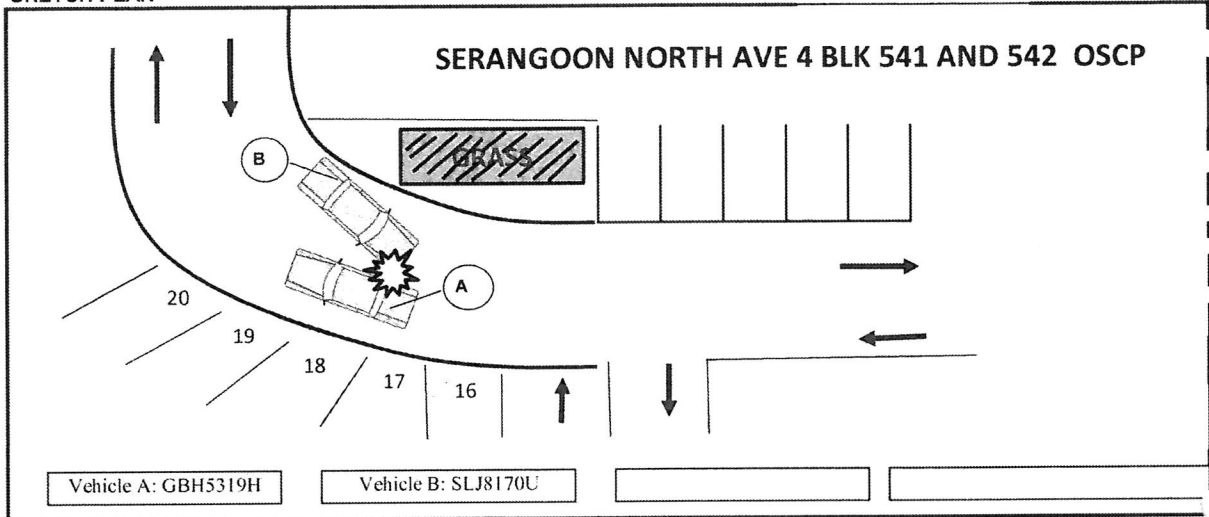 SERANGOON NORTH AVE 4 BLK 541 AND 542 OSCP
B
GRASS
A
20
19
18
17
16
Vehicle A: GBH5319H
Vehicle B: SLJ8170U